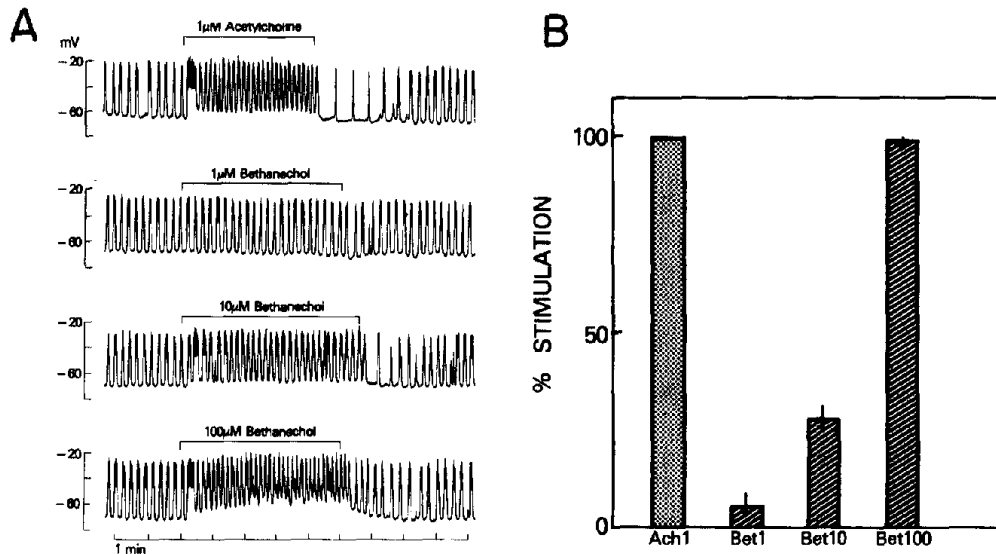 A
mV
1μM Acetylcholine
-20
-60
1μM Bethanechol
-20
-60
10μM Bethanechol
-20
-60
100μM Bethanechol
-20
-60
1 min
B
% STIMULATION
100
50
0
Ach1 Bet1 Bet10 Bet100